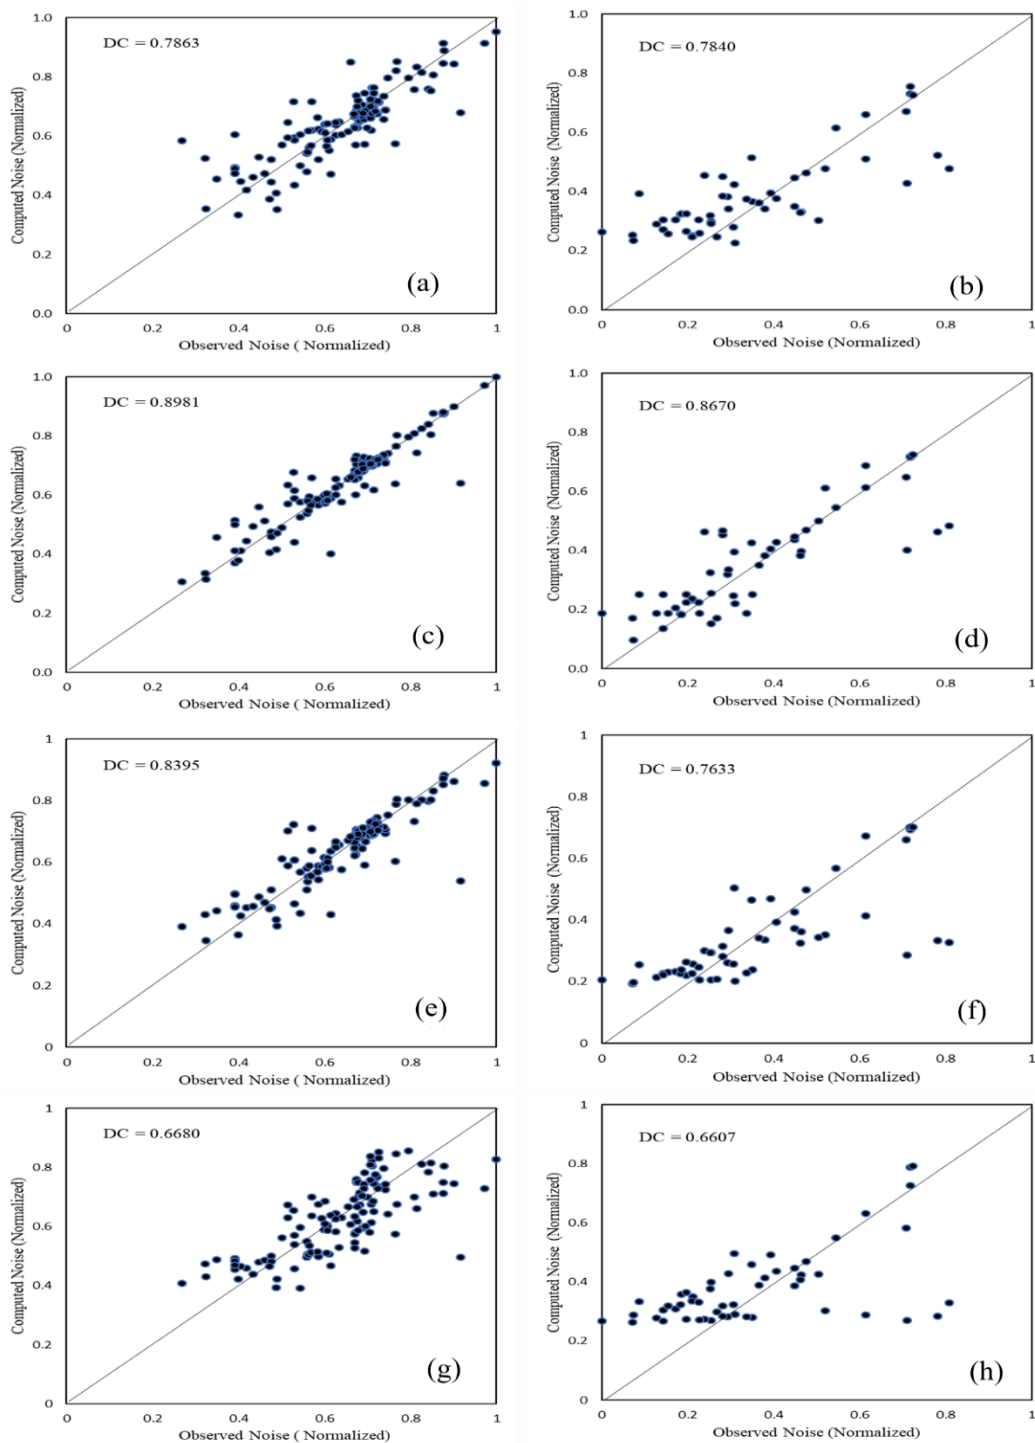 1.0
DC = 0.7863
0.8
0.6
0.4
0.2
0.0
Computed Noise (Normalized)
(a)
0 0.2 0.4 0.6 0.8 1
Observed Noise ( Normalized)
1.0
DC = 0.7840
0.8
0.6
0.4
0.2
0.0
Computed Noise (Normalized)
(b)
0 0.2 0.4 0.6 0.8 1
Observed Noise (Normalized)
1.0
DC = 0.8981
0.8
0.6
0.4
0.2
0.0
Computed Noise (Normalized)
(c)
0 0.2 0.4 0.6 0.8 1
Observed Noise ( Normalized)
1.0
DC = 0.8670
0.8
0.6
0.4
0.2
0.0
Computed Noise (Normalized)
(d)
0 0.2 0.4 0.6 0.8 1
Observed Noise (Normalized)
1
DC = 0.8395
0.8
0.6
0.4
0.2
0
Computed Noise (Normalized)
(e)
0 0.2 0.4 0.6 0.8 1
Observed Noise ( Normalized)
1
DC = 0.7633
0.8
0.6
0.4
0.2
0
Computed Noise (Normalized)
(f)
0 0.2 0.4 0.6 0.8 1
Observed Noise (Normalized)
1
DC = 0.6680
0.8
0.6
0.4
0.2
0
Computed Noise (Normalized)
(g)
0 0.2 0.4 0.6 0.8 1
Observed Noise ( Normalized)
1
DC = 0.6607
0.8
0.6
0.4
0.2
0
Computed Noise (Normalized)
(h)
0 0.2 0.4 0.6 0.8 1
Observed Noise (Normalized)